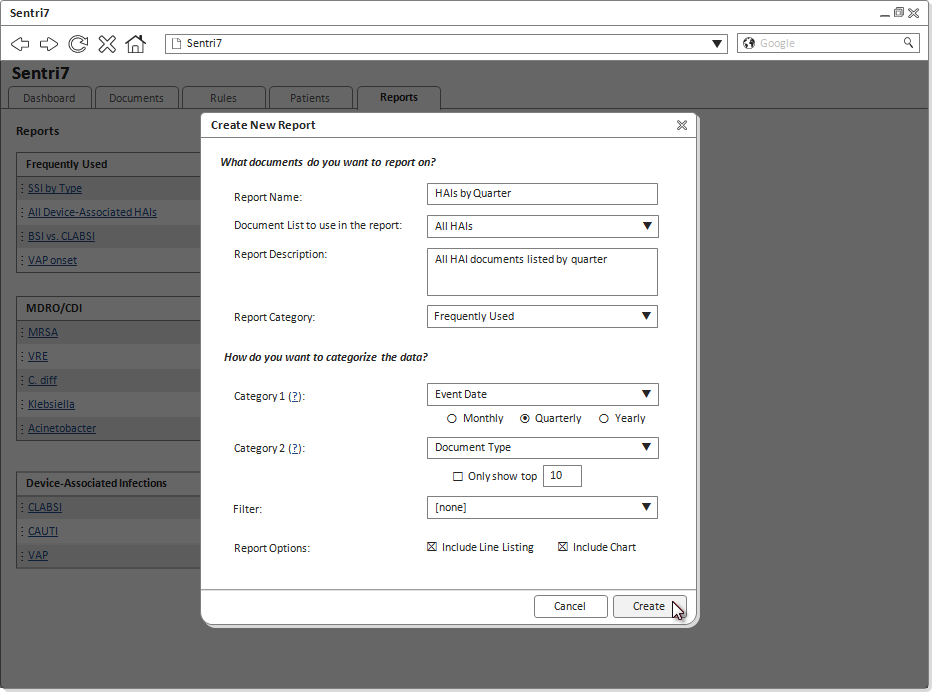 Sentri7
Sentri7
Google
Sentri7
Dashboard Documents Rules Patients Reports
Reports
Frequently Used
SSI by Type
All Device-Associated HAIs
BSI vs. CLABSI
VAP onset
MDRO/CDI
MRSA
VRE
C. diff
Klebsiella
Acinetobacter
Device-Associated Infections
CLABSI
CAUTI
VAP
Create New Report
What documents do you want to report on?
Report Name: HAIs by Quarter
Document List to use in the report: All HAIs
Report Description: All HAI documents listed by quarter
Report Category: Frequently Used
How do you want to categorize the data?
Category 1 (?): Event Date
Monthly Quarterly Yearly
Category 2 (?): Document Type
Only show top 10
Filter: [none]
Report Options: Include Line Listing Include Chart
Cancel Create